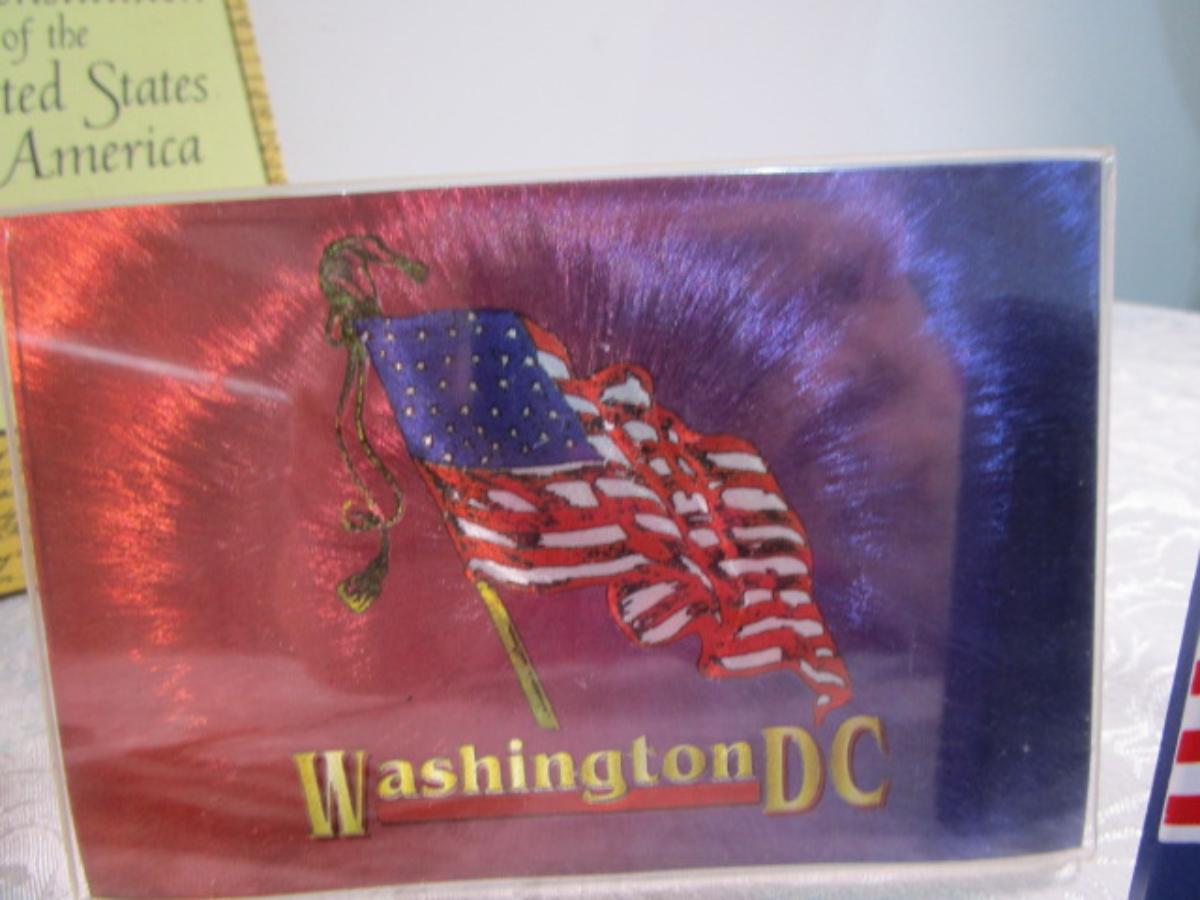 of the
ted States
America
Washington DC